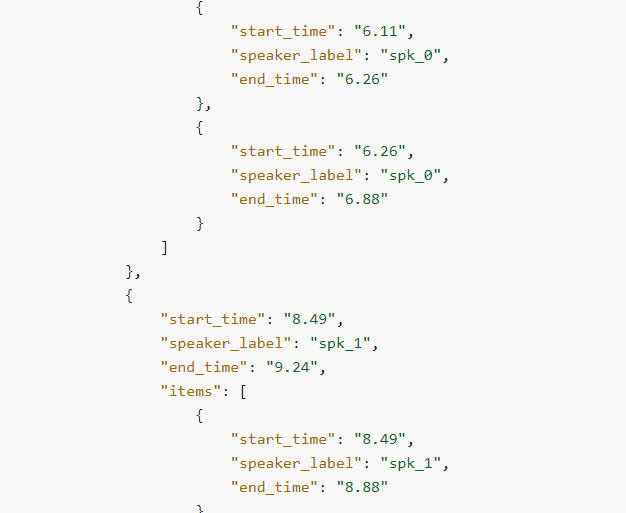 {
"start_time": "6.11",
"speaker_label": "spk_0",
"end_time": "6.26"
},
{
"start_time": "6.26",
"speaker_label": "spk_0",
"end_time": "6.88"
}
]
},
{
"start_time": "8.49",
"speaker_label": "spk_1",
"end_time": "9.24",
"items": [
{
"start_time": "8.49",
"speaker_label": "spk_1",
"end_time": "8.88"
}